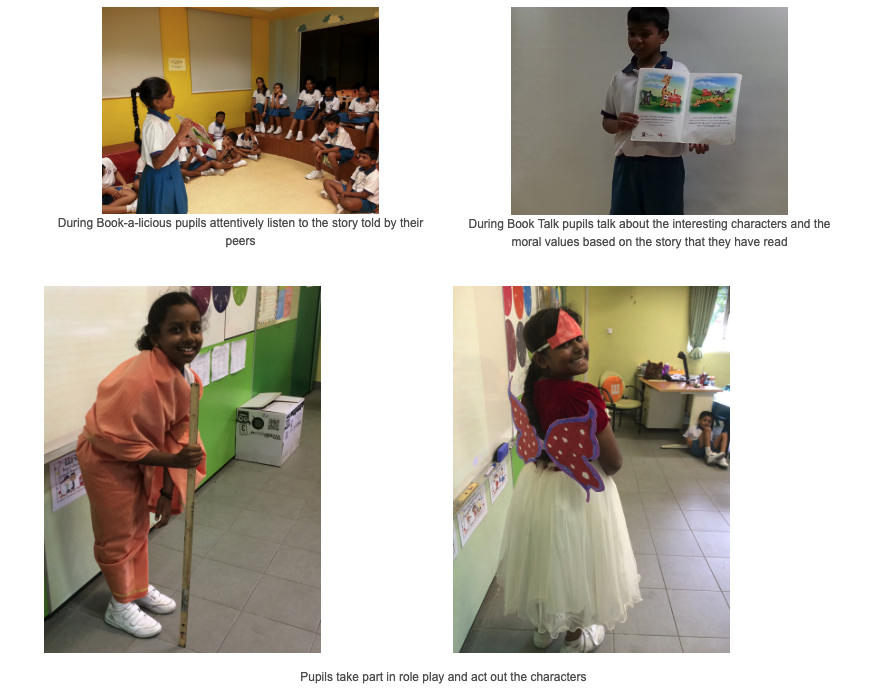 During Book-a-licious pupils attentively listen to the story told by their
peers
During Book Talk pupils talk about the interesting characters and the
moral values based on the story that they have read
Pupils take part in role play and act out the characters